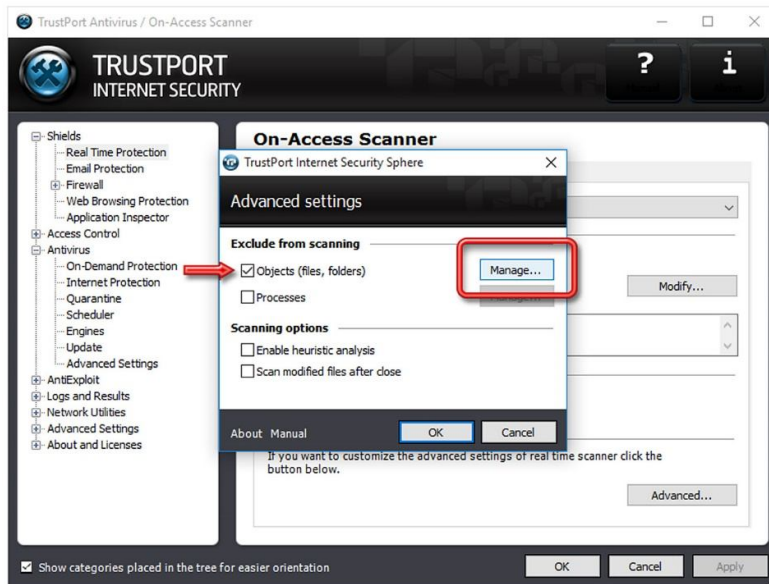 TrustPort Antivirus / On-Access Scanner
TRUSTPORT
INTERNET SECURITY
?
i
Shields
Real Time Protection
Email Protection
Firewall
Web Browsing Protection
Application Inspector
Access Control
Antivirus
On-Demand Protection
Internet Protection
Quarantine
Scheduler
Engines
Update
Advanced Settings
AntiExploit
Logs and Results
Network Utilities
Advanced Settings
About and Licenses
On-Access Scanner
TrustPort Internet Security Sphere
Advanced settings
Exclude from scanning
Objects (files, folders)
Manage...
Processes
Manage...
Scanning options
Enable heuristic analysis
Scan modified files after close
About Manual
OK
Cancel
Modify...
If you want to customize the advanced settings of real time scanner click the
button below.
Advanced...
Show categories placed in the tree for easier orientation
OK
Cancel
Apply